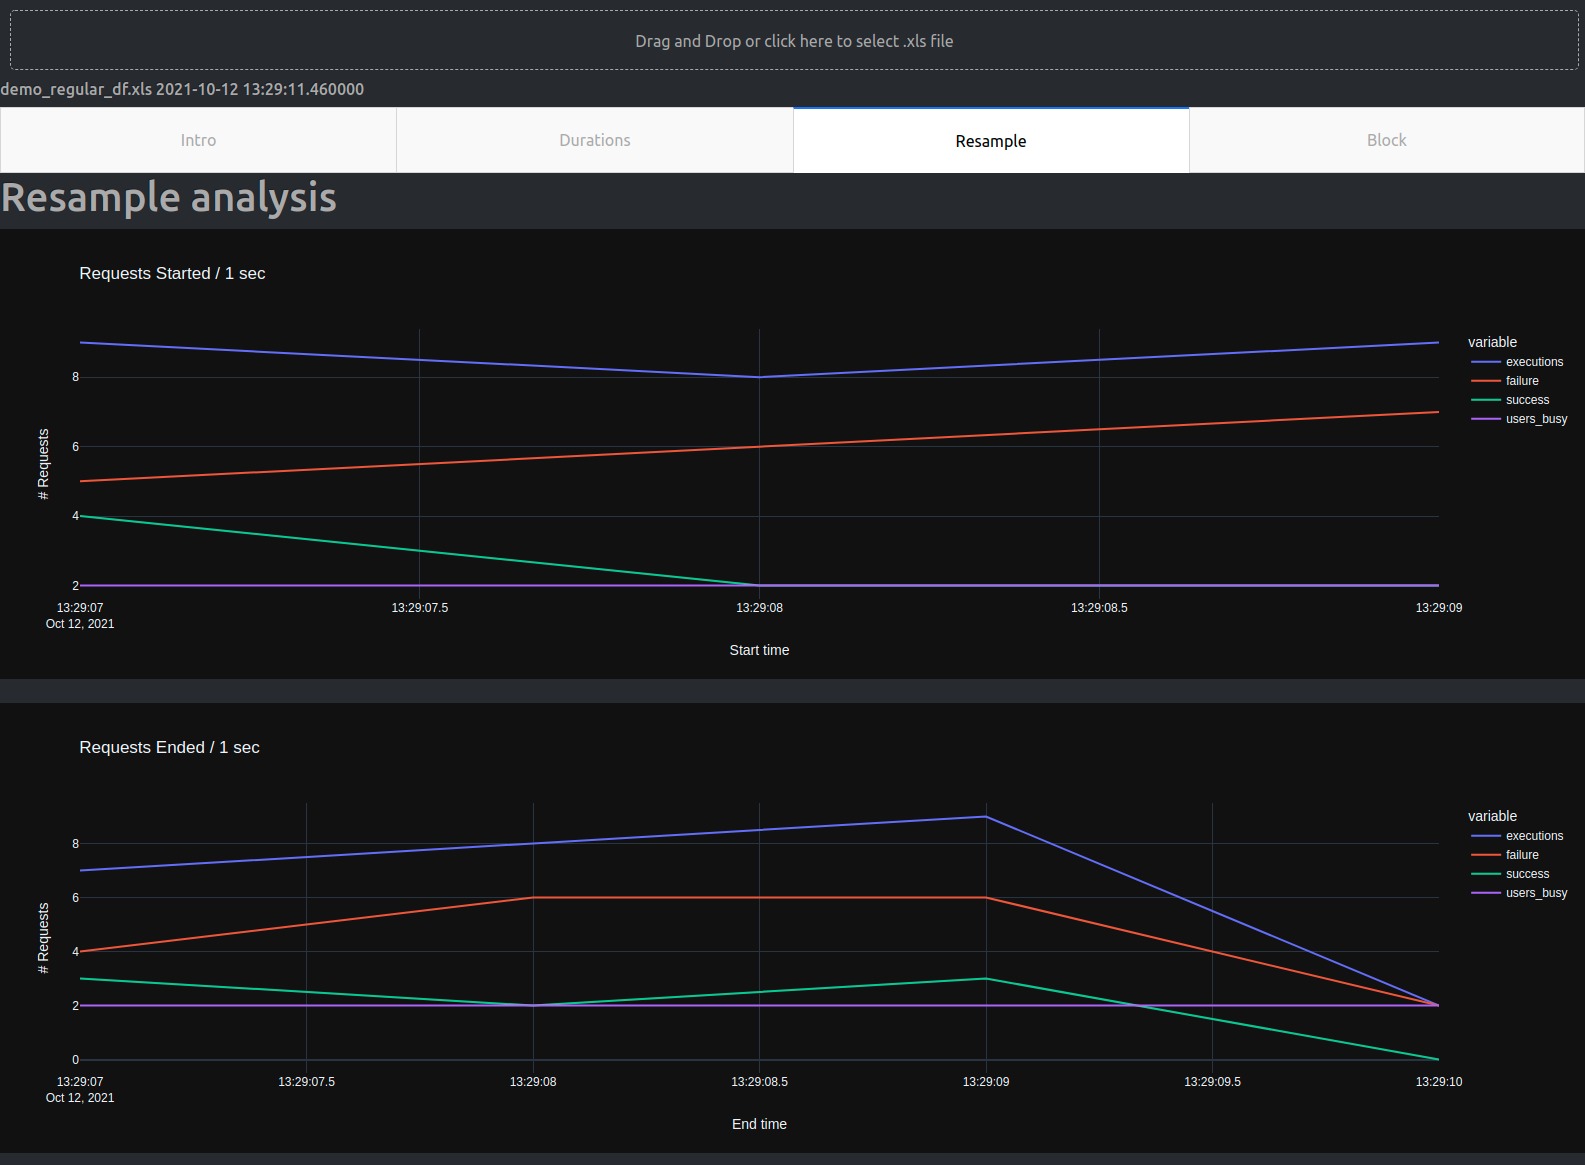 Drag and Drop or click here to select .xls file
demo_regular_df.xls 2021-10-12 13:29:11.460000
Intro Durations Resample Block
Resample analysis
Requests Started / 1 sec
variable
executions
failure
success
users_busy
# Requests
8
6
4
2
13:29:07 13:29:07.5 13:29:08 13:29:08.5 13:29:09
Oct 12, 2021
Start time
Requests Ended / 1 sec
variable
executions
failure
success
users_busy
# Requests
8
6
4
2
0
13:29:07 13:29:07.5 13:29:08 13:29:08.5 13:29:09 13:29:09.5 13:29:10
Oct 12, 2021
End time